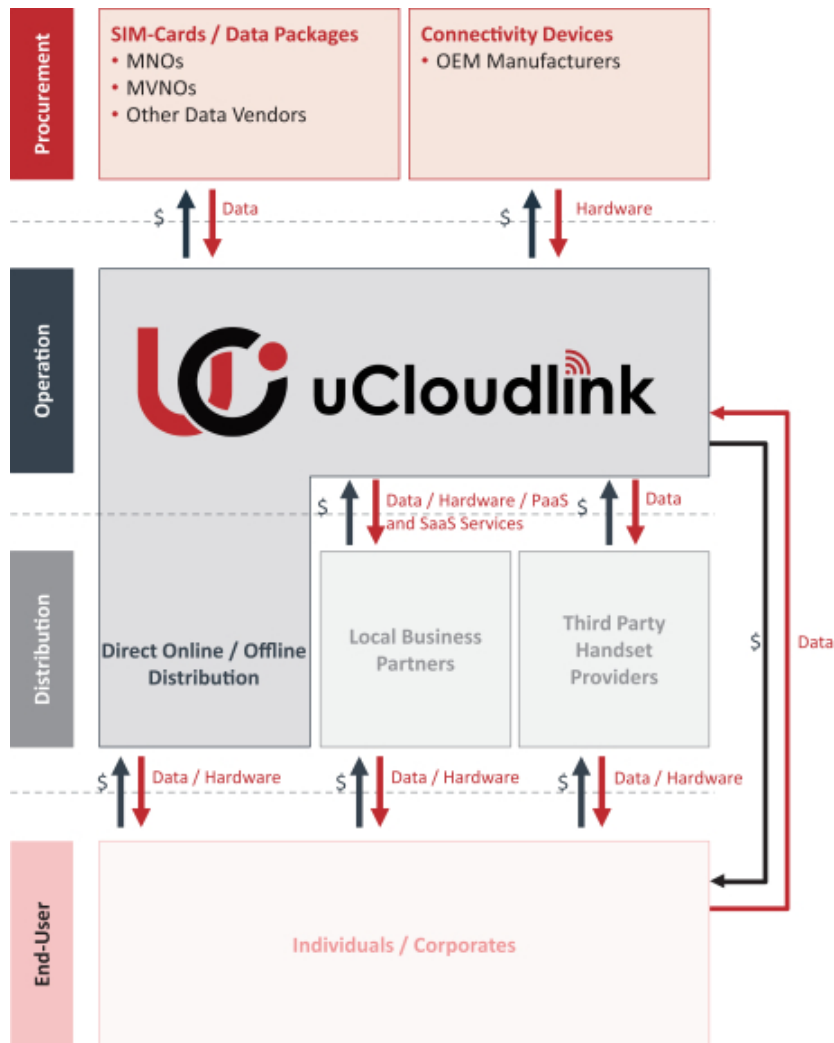 Procurement
SIM-Cards / Data Packages
• MNOs
• MVNOs
• Other Data Vendors
Connectivity Devices
• OEM Manufacturers
$
Data
$
Hardware
Operation
UCl
uCloudlink
$
Data / Hardware / PaaS
and SaaS Services
$
Data
Distribution
Direct Online / Offline
Distribution
Local Business
Partners
Third Party
Handset
Providers
$
Data
$
Data / Hardware
$
Data / Hardware
$
Data / Hardware
End-User
Individuals / Corporates